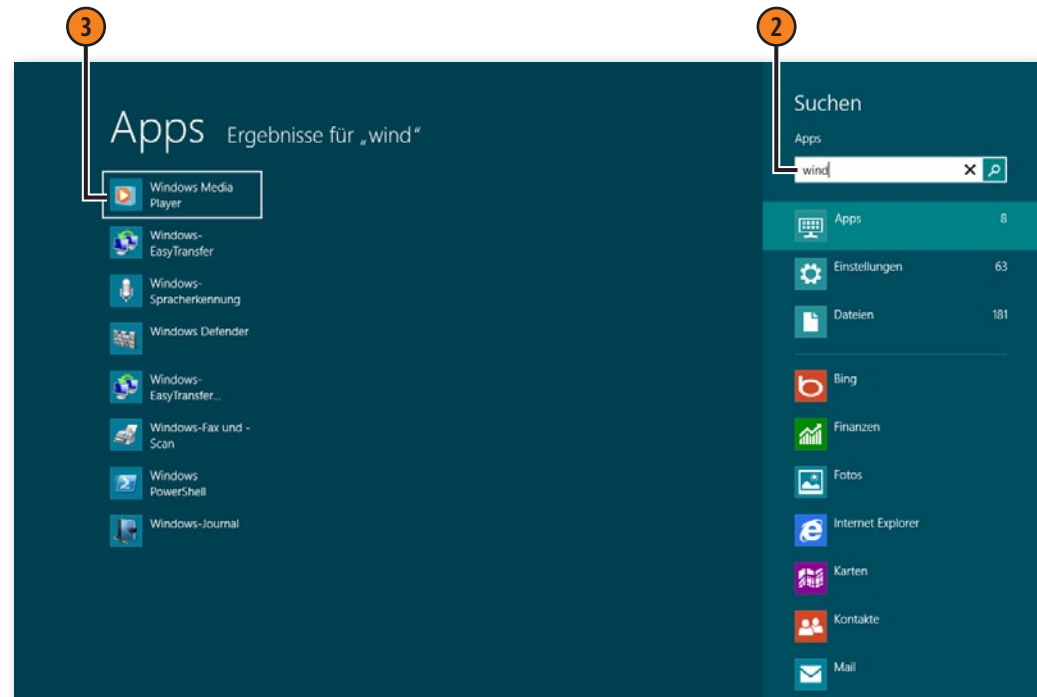 3
2
Apps Ergebnisse für „wind“
Windows Media
Player
Windows-
EasyTransfer
Windows-
Spracherkennung
Windows Defender
Windows-
EasyTransfer...
Windows-Fax und -
Scan
Windows
PowerShell
Windows-Journal
Suchen
Apps
wind
Apps 8
Einstellungen 63
Dateien 181
Bing
Finanzen
Fotos
Internet Explorer
Karten
Kontakte
Mail